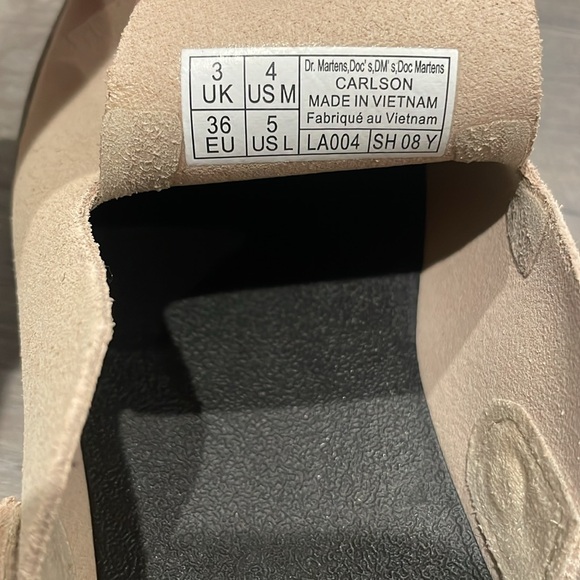 3 UK
4 US M
36 EU
5 US L
Dr. Martens,Doc's,DM's,Doc Martens
CARLSON
MADE IN VIETNAM
Fabriqué au Vietnam
LA004 SH 08 Y